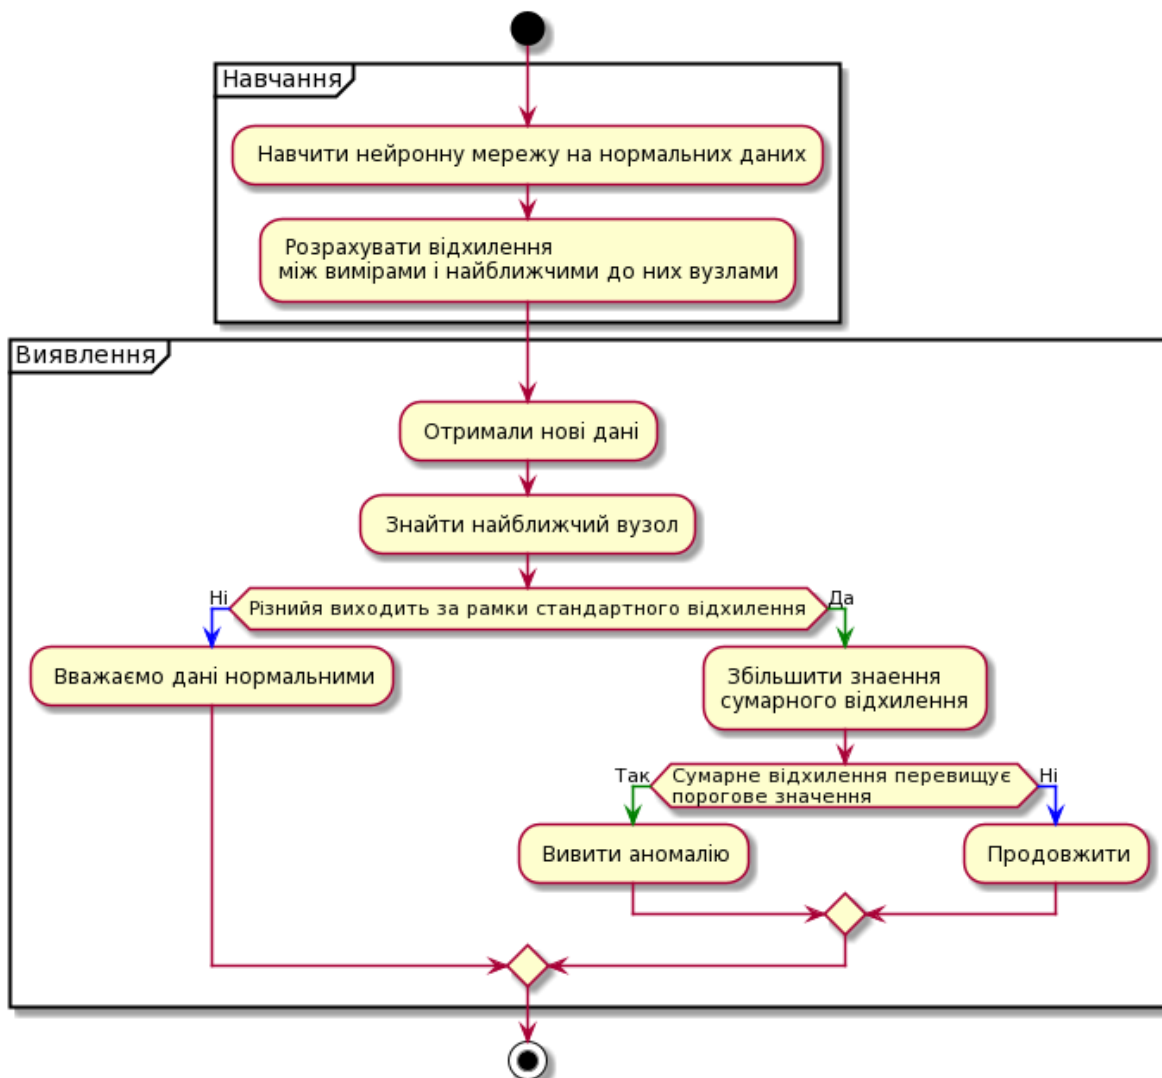 Навчання
Навчити нейронну мережу на нормальних даних
Розрахувати відхилення
між вимірами і найближчими до них вузлами
Виявлення
Отримали нові дані
Знайти найближчий вузол
Ні
Різнийя виходить за рамки стандартного відхилення
Да
Вважаємо дані нормальними
Збільшити знаення
сумарного відхилення
Так
Сумарне відхилення перевищує
порогове значення
Ні
Вивити аномалію
Продовжити